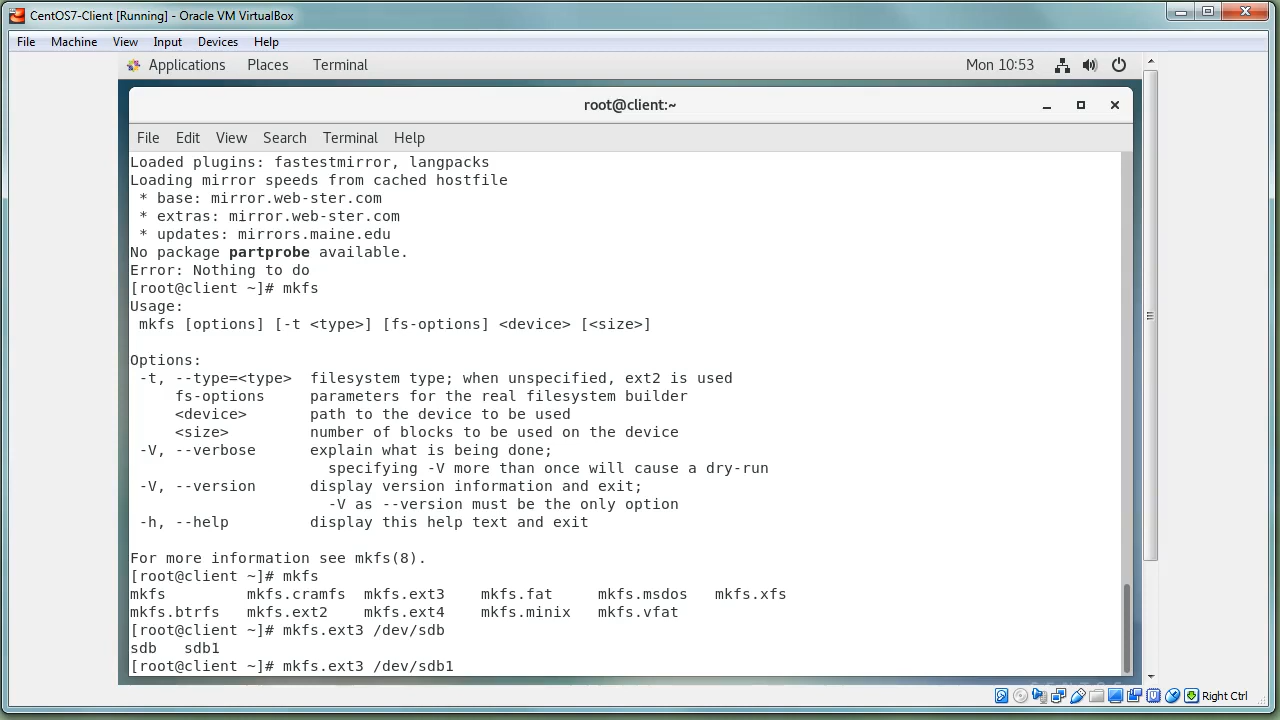 CentOS7-Client [Running] - Oracle VM VirtualBox
File Machine View Input Devices Help
Applications Places Terminal Mon 10:53
root@client:~
File Edit View Search Terminal Help
Loaded plugins: fastestmirror, langpacks
Loading mirror speeds from cached hostfile
 * base: mirror.web-ster.com
 * extras: mirror.web-ster.com
 * updates: mirrors.maine.edu
No package partprobe available.
Error: Nothing to do
[root@client ~]# mkfs
Usage:
 mkfs [options] [-t <type>] [fs-options] <device> [<size>]
Options:
 -t, --type=<type>  filesystem type; when unspecified, ext2 is used
     fs-options     parameters for the real filesystem builder
     <device>       path to the device to be used
     <size>         number of blocks to be used on the device
 -V, --verbose      explain what is being done;
                      specifying -V more than once will cause a dry-run
 -V, --version      display version information and exit;
                      -V as --version must be the only option
 -h, --help         display this help text and exit
For more information see mkfs(8).
[root@client ~]# mkfs
mkfs         mkfs.cramfs  mkfs.ext3    mkfs.fat     mkfs.msdos   mkfs.xfs
mkfs.btrfs   mkfs.ext2    mkfs.ext4    mkfs.minix   mkfs.vfat
[root@client ~]# mkfs.ext3 /dev/sdb
sdb   sdb1
[root@client ~]# mkfs.ext3 /dev/sdb1
Right Ctrl